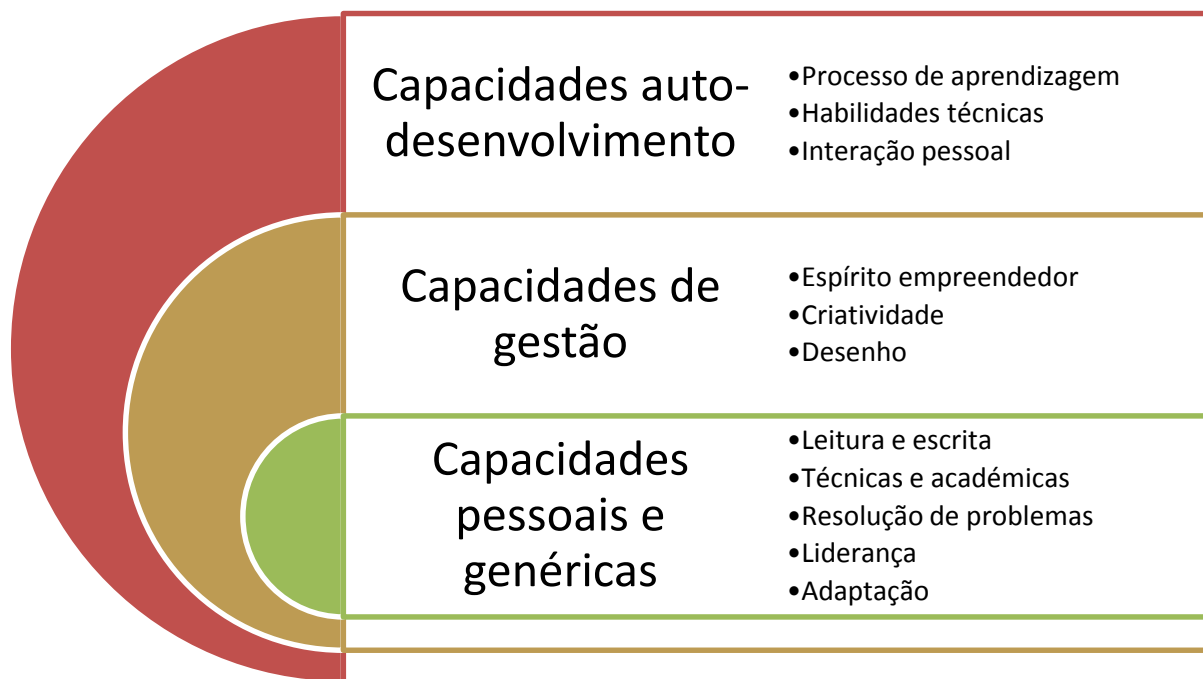 Capacidades auto-
desenvolvimento
•Processo de aprendizagem
•Habilidades técnicas
•Interação pessoal
Capacidades de
gestão
•Espírito empreendedor
•Criatividade
•Desenho
Capacidades
pessoais e
genéricas
•Leitura e escrita
•Técnicas e académicas
•Resolução de problemas
•Liderança
•Adaptação